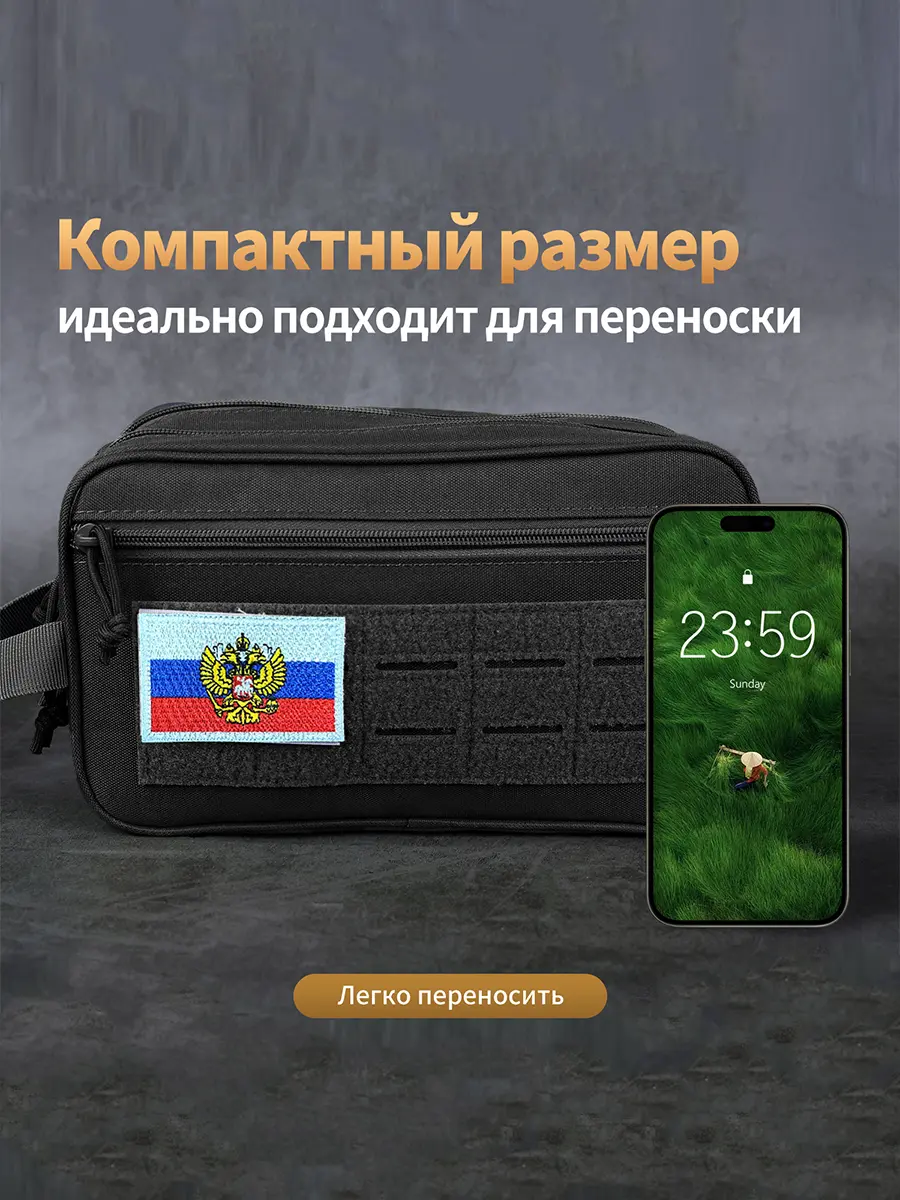 Компактный размер
идеально подходит для переноски
23:59
Sunday
Легко переносить